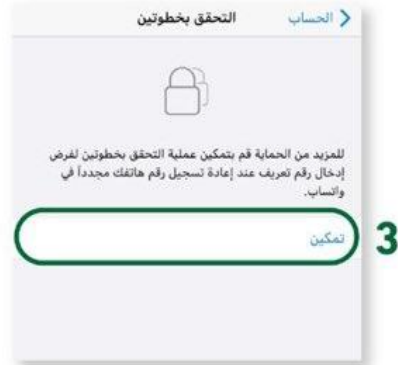 الحساب
التحقق بخطوتين
للمزيد من الحماية قم بتمكين عملية التحقق بخطوتين لفرض
إدخال رقم تعريف عند إعادة تسجيل رقم هاتفك مجدداً في
واتساب.
تمكين
3